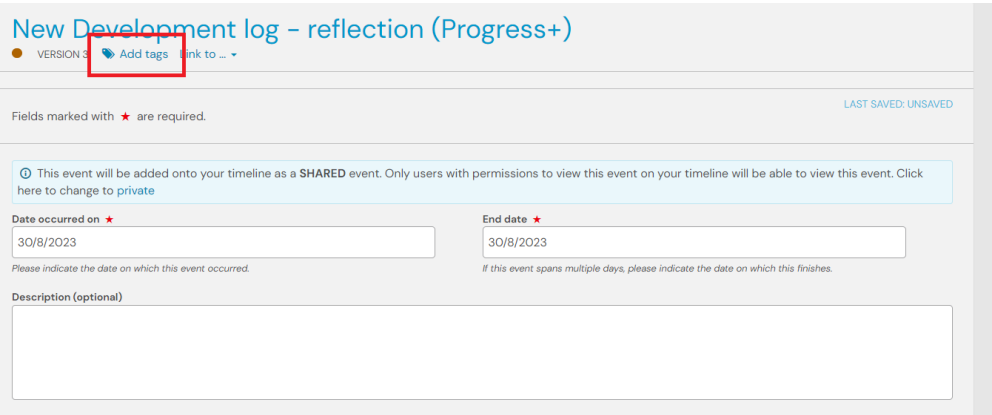 New Development log - reflection (Progress+)
VERSION 3 Add tags Link to ...
LAST SAVED: UNSAVED
Fields marked with ★ are required.
This event will be added onto your timeline as a SHARED event. Only users with permissions to view this event on your timeline will be able to view this event. Click
here to change to private
Date occurred on ★
End date ★
30/8/2023
30/8/2023
Please indicate the date on which this event occurred.
If this event spans multiple days, please indicate the date on which this finishes.
Description (optional)